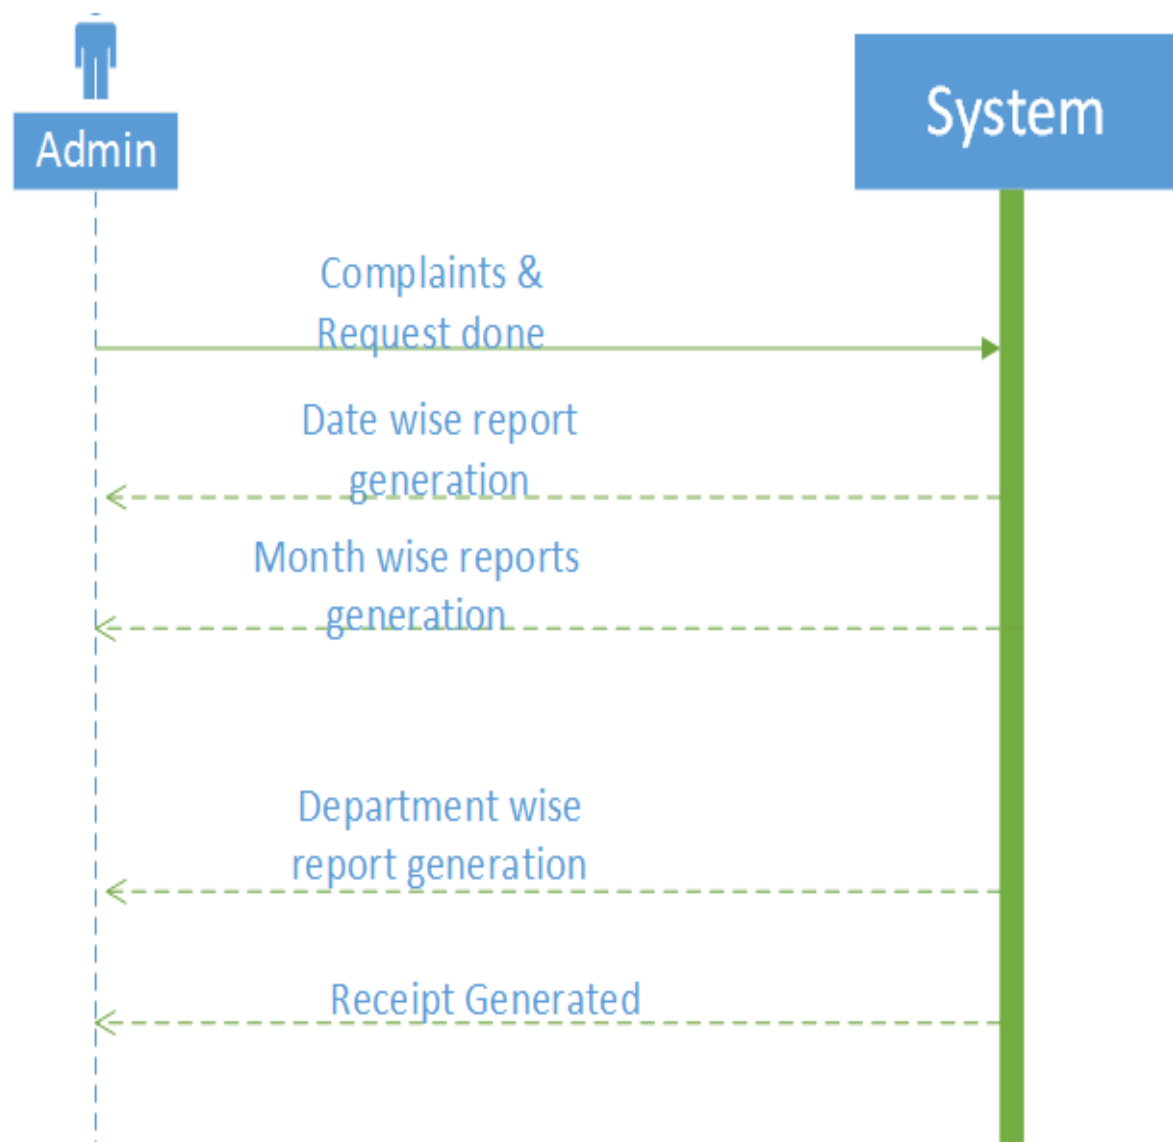 Admin
System
Complaints &
Request done
Date wise report
generation
Month wise reports
generation
Department wise
report generation
Receipt Generated